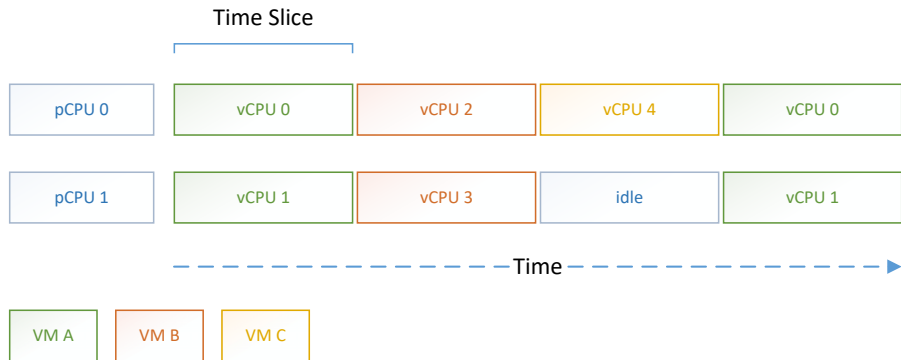 Time Slice
pCPU 0 vCPU 0 vCPU 2 vCPU 4 vCPU 0
pCPU 1 vCPU 1 vCPU 3 idle vCPU 1
Time
VM A VM B VM C